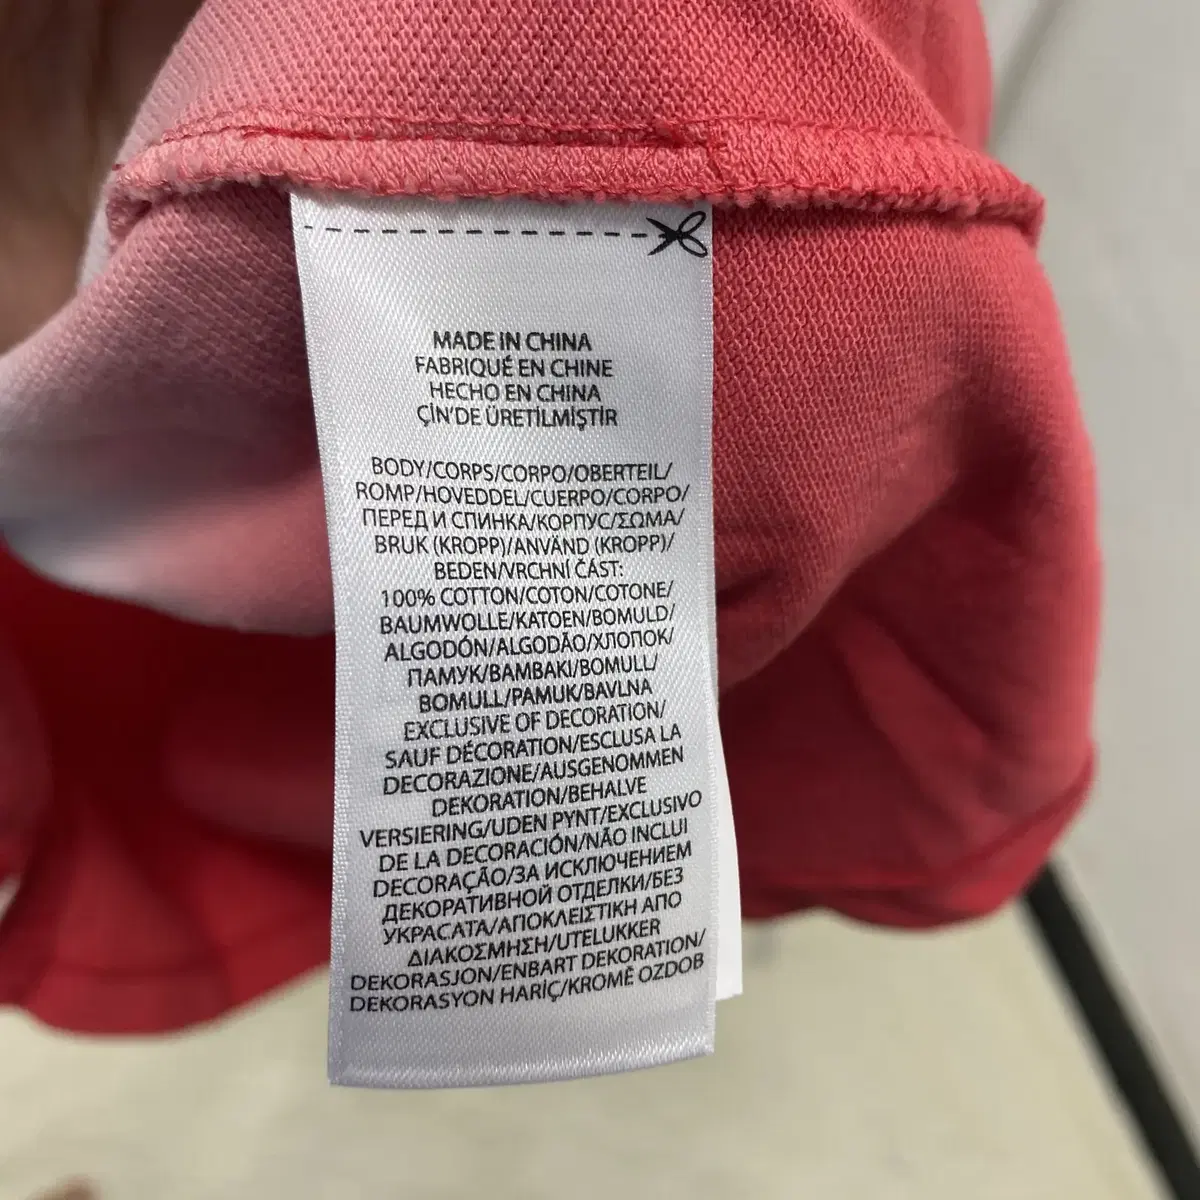 MADE IN CHINA
FABRIQUÉ EN CHINE
HECHO EN CHINA
ÇİN'DE ÜRETİLMİŞTİR
BODY/CORPS/CORPO/OBERTEIL/
ROMP/HOVEDDEL/CUERPO/CORPO/
ПЕРЕД И СПИНКА/КОРПУС/ΣΩΜΑ/
BRUK (KROPP)/ANVÄND (KROPP)/
BEDEN/VRCHNÍ ČÁST:
100% COTTON/COTON/COTONE/
BAUMWOLLE/KATOEN/BOMULD/
ALGODÓN/ALGODÃO/ХЛОПОК/
ПАМУК/ΒΑΜΒΑΚΙ/BOMULL/
BOMULL/PAMUK/BAVLNA
EXCLUSIVE OF DECORATION/
SAUF DÉCORATION/ESCLUSA LA
DECORAZIONE/AUSGENOMMEN
DEKORATION/BEHALVE
VERSIERING/UDEN PYNT/EXCLUSIVO
DE LA DECORACIÓN/NÃO INCLUI
DECORAÇÃO/ЗА ИСКЛЮЧЕНИЕМ
ДЕКОРАТИВНОЙ ОТДЕЛКИ/БЕЗ
УКРАСАТА/ΑΠΟΚΛΕΙΣΤΙΚΗ ΑΠΟ
ΔΙΑΚΟΣΜΗΣΗ/UTELUKKER
DEKORASJON/ENBART DEKORATION/
DEKORASYON HARİÇ/KROMĚ OZDOB